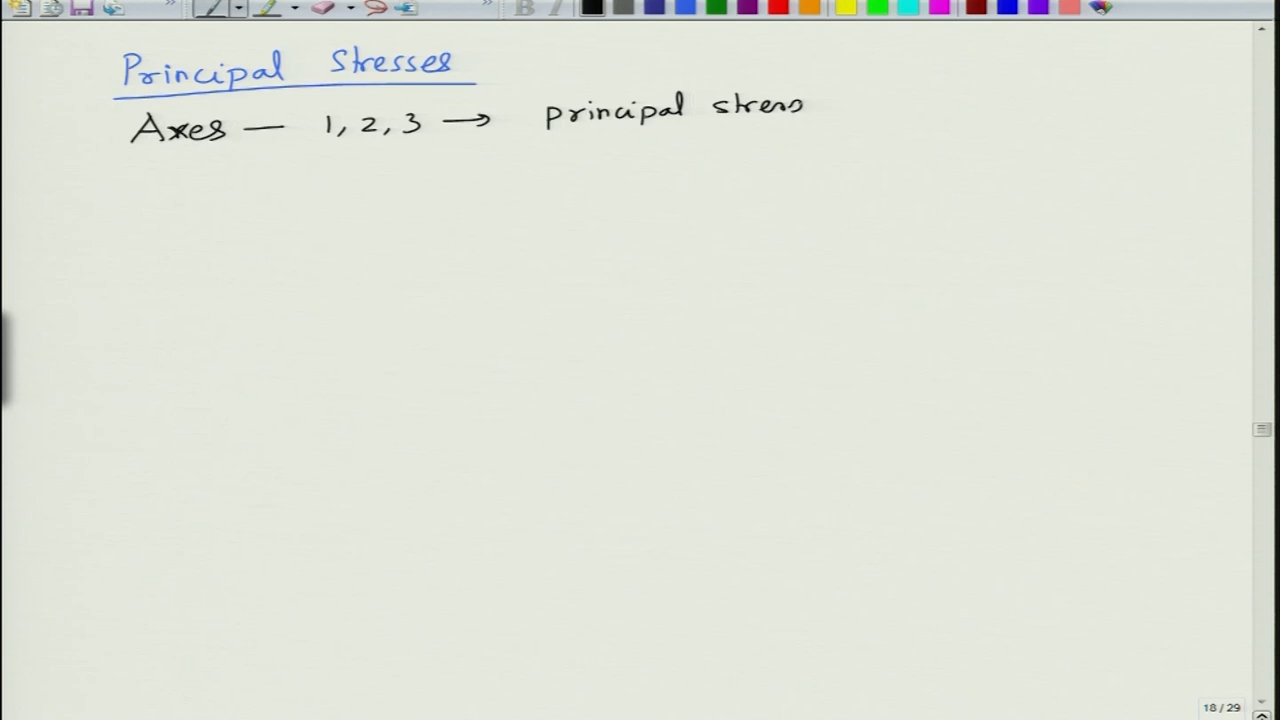 Principal Stresses
Axes — 1, 2, 3 → principal stress
18 / 29